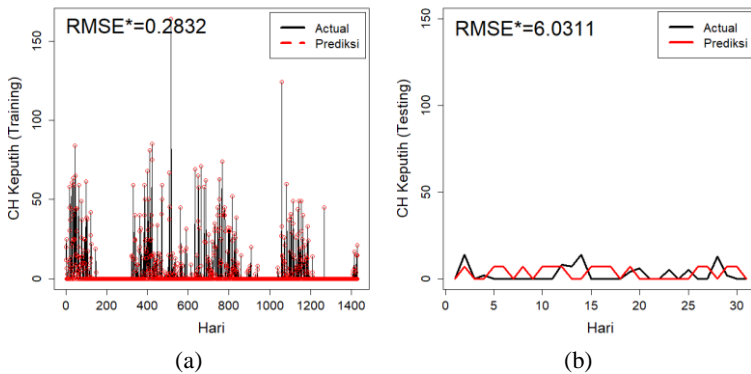 RMSE*=0.2832
Actual
Prediksi
CH Keputih (Training)
0 50 100 150
0 200 400 600 800 1000 1400
Hari
(a)
RMSE*=6.0311
Actual
Prediksi
CH Keputih (Testing)
0 50 100 150
0 5 10 15 20 25 30
Hari
(b)